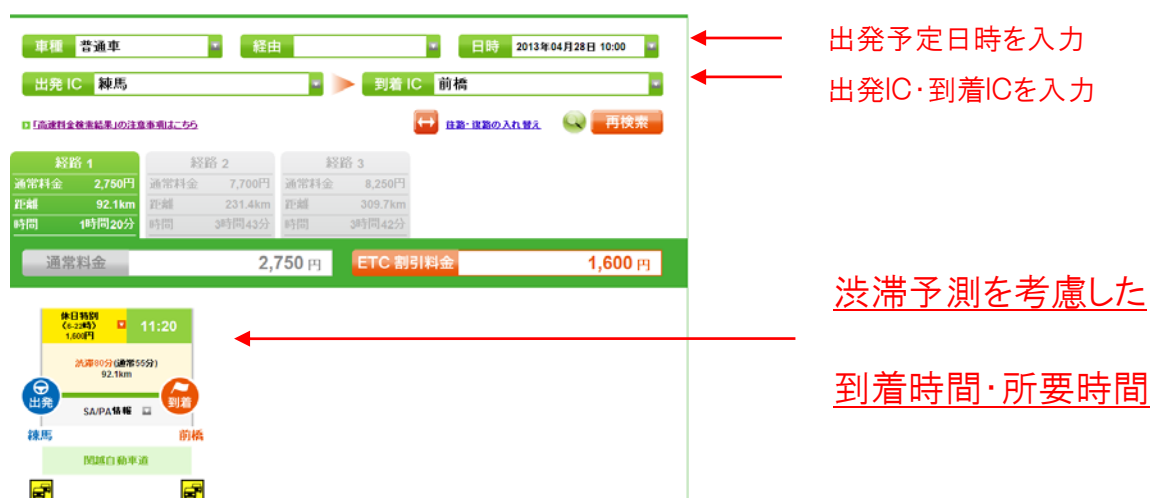 車種 普通車 経由 日時 2013年04月28日 10:00
出発予定日時を入力
出発 IC 練馬 到着 IC 前橋
出発IC・到着ICを入力
「高速料金検索結果」の注意事項はこちら 往路・復路の入れ替え 再検索
経路 1 経路 2 経路 3
通常料金 2,750円 通常料金 7,700円 通常料金 8,250円
距離 92.1km 距離 231.4km 距離 309.7km
時間 1時間20分 時間 3時間43分 時間 3時間42分
通常料金 2,750 円 ETC 割引料金 1,600 円
渋滞予測を考慮した
到着時間・所要時間
休日特別
(6-22時)
1,600円
11:20
渋滞80分(通常55分)
92.1km
出発 SA/PA情報 到着
練馬 前橋
関越自動車道